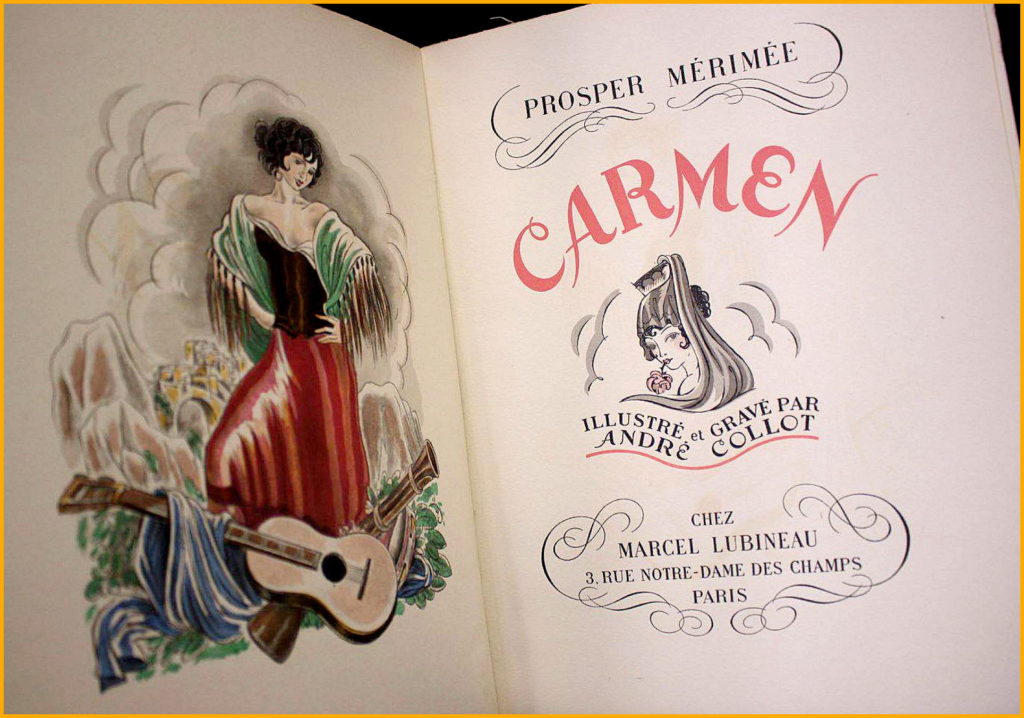 PROSPER MÉRIMÉE
CARMEN
ILLUSTRÉ et GRAVÉ PAR
ANDRÉ COLLOT
CHEZ
MARCEL LUBINEAU
3, RUE NOTRE-DAME DES CHAMPS
PARIS